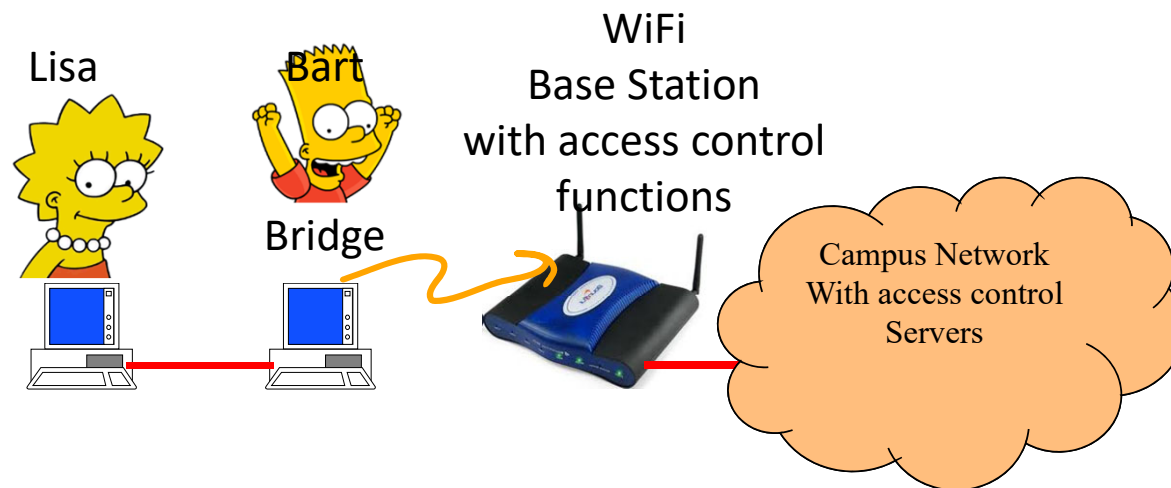 Lisa
Bart
Bridge
WiFi
Base Station
with access control
functions
Campus Network
With access control
Servers